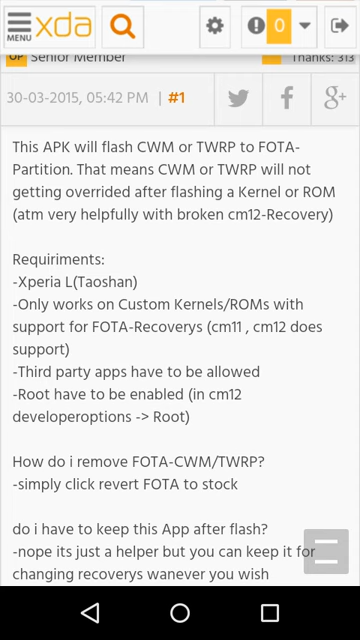 MENU xda 0
OP Senior Member Thanks: 313
30-03-2015, 05:42 PM | #1
This APK will flash CWM or TWRP to FOTA-
Partition. That means CWM or TWRP will not
getting overrided after flashing a Kernel or ROM
(atm very helpfully with broken cm12-Recovery)
Requiriments:
-Xperia L(Taoshan)
-Only works on Custom Kernels/ROMs with
support for FOTA-Recoverys (cm11 , cm12 does
support)
-Third party apps have to be allowed
-Root have to be enabled (in cm12
developeroptions -> Root)
How do i remove FOTA-CWM/TWRP?
-simply click revert FOTA to stock
do i have to keep this App after flash?
-nope its just a helper but you can keep it for
changing recoverys wanever you wish